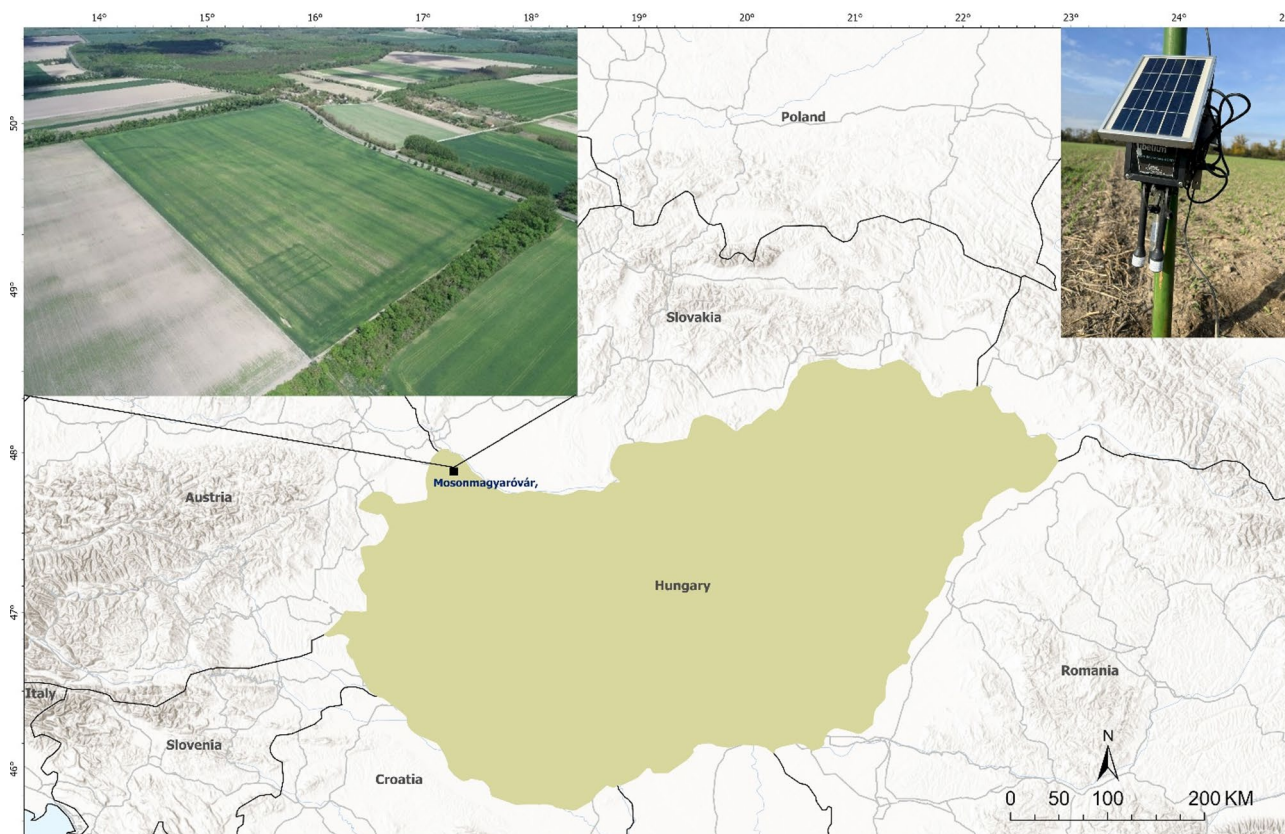 14° 15° 16° 17° 18° 19° 20° 21° 22° 23° 24°
50°
49°
48°
47°
46°
Poland
Slovakia
Mosonmagyaróvár,
Austria
Hungary
Romania
Italy
Slovenia
Croatia
N
0 50 100 200 KM